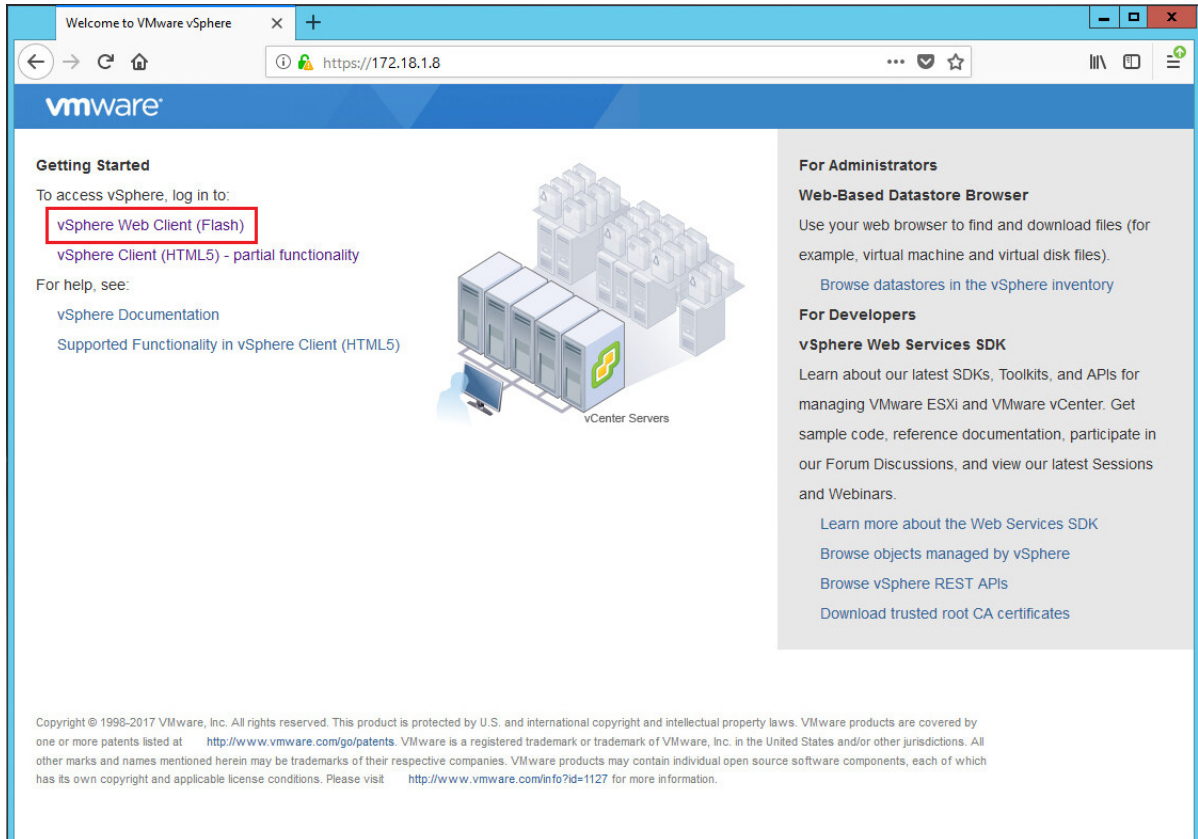 Welcome to VMware vSphere
https://172.18.1.8
vmware
Getting Started
To access vSphere, log in to:
vSphere Web Client (Flash)
vSphere Client (HTML5) - partial functionality
For help, see:
vSphere Documentation
Supported Functionality in vSphere Client (HTML5)
vCenter Servers
For Administrators
Web-Based Datastore Browser
Use your web browser to find and download files (for
example, virtual machine and virtual disk files).
Browse datastores in the vSphere inventory
For Developers
vSphere Web Services SDK
Learn about our latest SDKs, Toolkits, and APIs for
managing VMware ESXi and VMware vCenter. Get
sample code, reference documentation, participate in
our Forum Discussions, and view our latest Sessions
and Webinars.
Learn more about the Web Services SDK
Browse objects managed by vSphere
Browse vSphere REST APIs
Download trusted root CA certificates
Copyright © 1998-2017 VMware, Inc. All rights reserved. This product is protected by U.S. and international copyright and intellectual property laws. VMware products are covered by
one or more patents listed at http://www.vmware.com/go/patents. VMware is a registered trademark or trademark of VMware, Inc. in the United States and/or other jurisdictions. All
other marks and names mentioned herein may be trademarks of their respective companies. VMware products may contain individual open source software components, each of which
has its own copyright and applicable license conditions. Please visit http://www.vmware.com/info?id=1127 for more information.